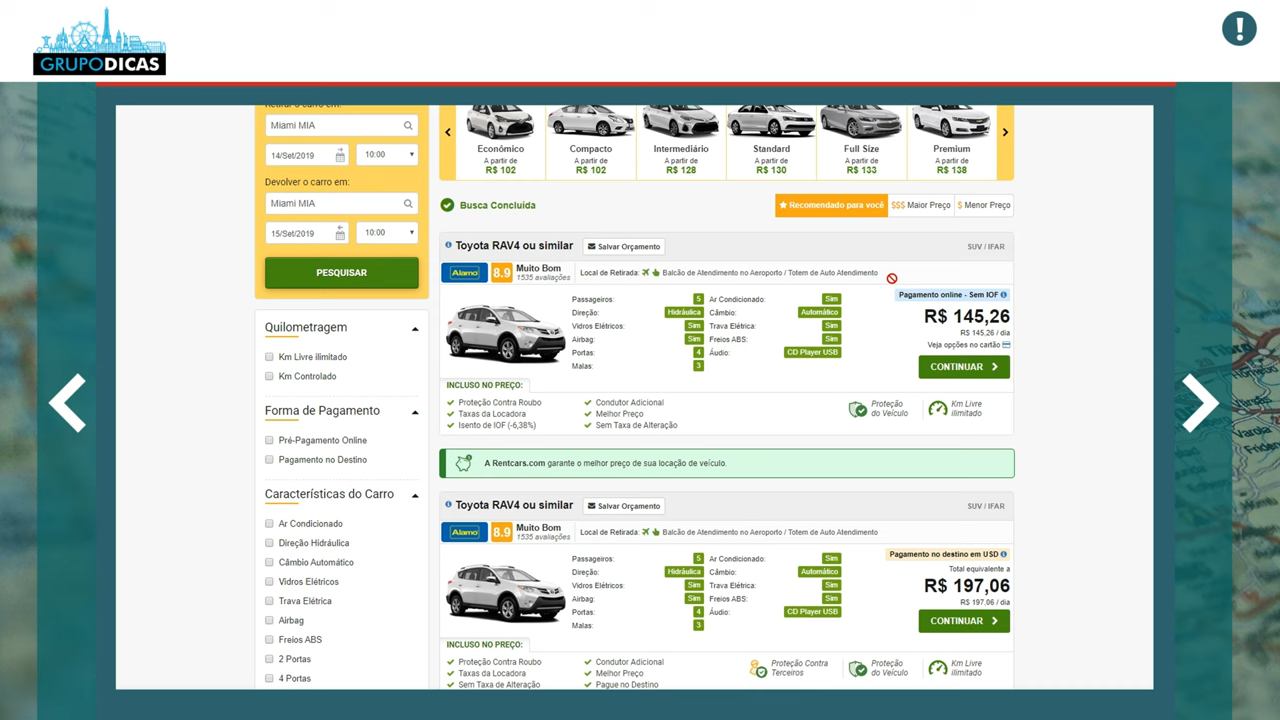 GRUPODICAS
!
Retirar o carro em:
Miami MIA
14/Set/2019
10:00
Devolver o carro em:
Miami MIA
15/Set/2019
10:00
PESQUISAR
Quilometragem
Km Livre ilimitado
Km Controlado
Forma de Pagamento
Pré-Pagamento Online
Pagamento no Destino
Características do Carro
Ar Condicionado
Direção Hidráulica
Câmbio Automático
Vidros Elétricos
Trava Elétrica
Airbag
Freios ABS
2 Portas
4 Portas
Econômico
A partir de
R$ 102
Compacto
A partir de
R$ 102
Intermediário
A partir de
R$ 128
Standard
A partir de
R$ 130
Full Size
A partir de
R$ 133
Premium
A partir de
R$ 138
Busca Concluída
Recomendado para você
$$$ Maior Preço
$ Menor Preço
Toyota RAV4 ou similar
Salvar Orçamento
SUV / IFAR
Alamo
8.9
Muito Bom
1535 avaliações
Local de Retirada: Balcão de Atendimento no Aeroporto / Totem de Auto Atendimento
Passageiros: 5 Ar Condicionado: Sim
Direção: Hidráulica Câmbio: Automático
Vidros Elétricos: Sim Trava Elétrica: Sim
Airbag: Sim Freios ABS: Sim
Portas: 4 Áudio: CD Player USB
Malas: 3
Pagamento online - Sem IOF
R$ 145,26
R$ 145,26 / dia
Veja opções no cartão
CONTINUAR
INCLUSO NO PREÇO:
Proteção Contra Roubo
Taxas da Locadora
Isento de IOF (-6,38%)
Condutor Adicional
Melhor Preço
Sem Taxa de Alteração
Proteção
do Veículo
Km Livre
ilimitado
A Rentcars.com garante o melhor preço de sua locação de veículo.
Toyota RAV4 ou similar
Salvar Orçamento
SUV / IFAR
Alamo
8.9
Muito Bom
1535 avaliações
Local de Retirada: Balcão de Atendimento no Aeroporto / Totem de Auto Atendimento
Passageiros: 5 Ar Condicionado: Sim
Direção: Hidráulica Câmbio: Automático
Vidros Elétricos: Sim Trava Elétrica: Sim
Airbag: Sim Freios ABS: Sim
Portas: 4 Áudio: CD Player USB
Malas: 3
Pagamento no destino em USD
Total equivalente a
R$ 197,06
R$ 197,06 / dia
CONTINUAR
INCLUSO NO PREÇO:
Proteção Contra Roubo
Taxas da Locadora
Sem Taxa de Alteração
Condutor Adicional
Melhor Preço
Pague no Destino
Proteção Contra
Terceiros
Proteção
do Veículo
Km Livre
ilimitado